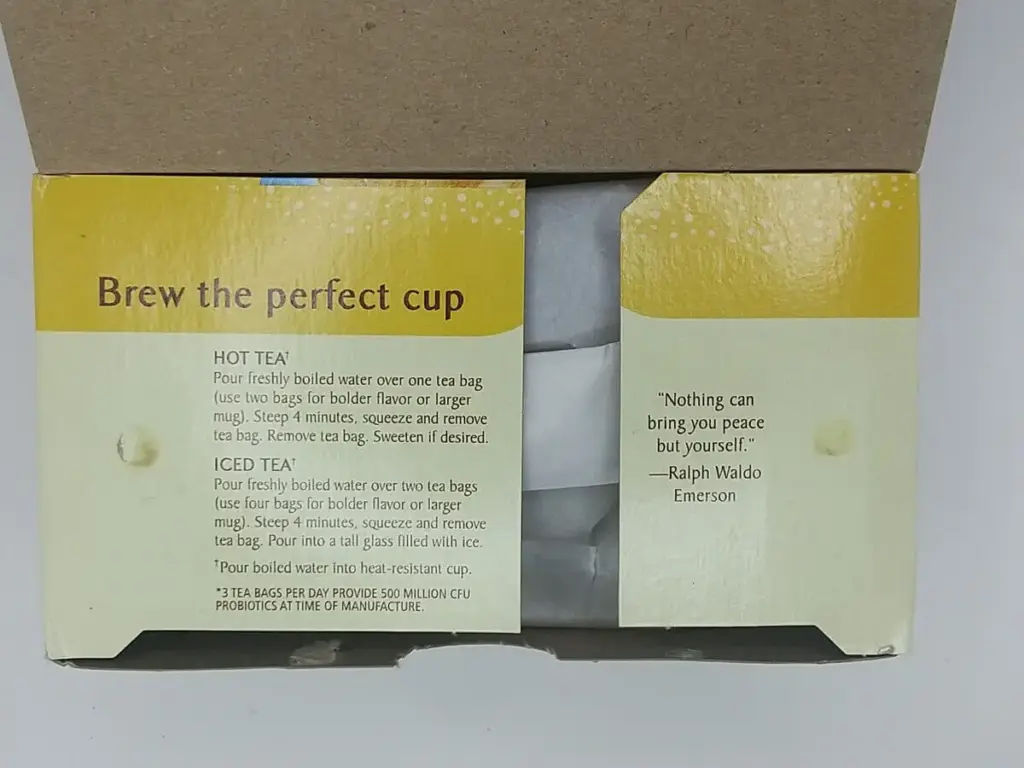 Brew the perfect cup
HOT TEA†
Pour freshly boiled water over one tea bag
(use two bags for bolder flavor or larger
mug). Steep 4 minutes, squeeze and remove
tea bag. Remove tea bag. Sweeten if desired.
ICED TEA†
Pour freshly boiled water over two tea bags
(use four bags for bolder flavor or larger
mug). Steep 4 minutes, squeeze and remove
tea bag. Pour into a tall glass filled with ice.
†Pour boiled water into heat-resistant cup.
*3 TEA BAGS PER DAY PROVIDE 500 MILLION CFU
PROBIOTICS AT TIME OF MANUFACTURE.
"Nothing can
bring you peace
but yourself."
—Ralph Waldo
Emerson